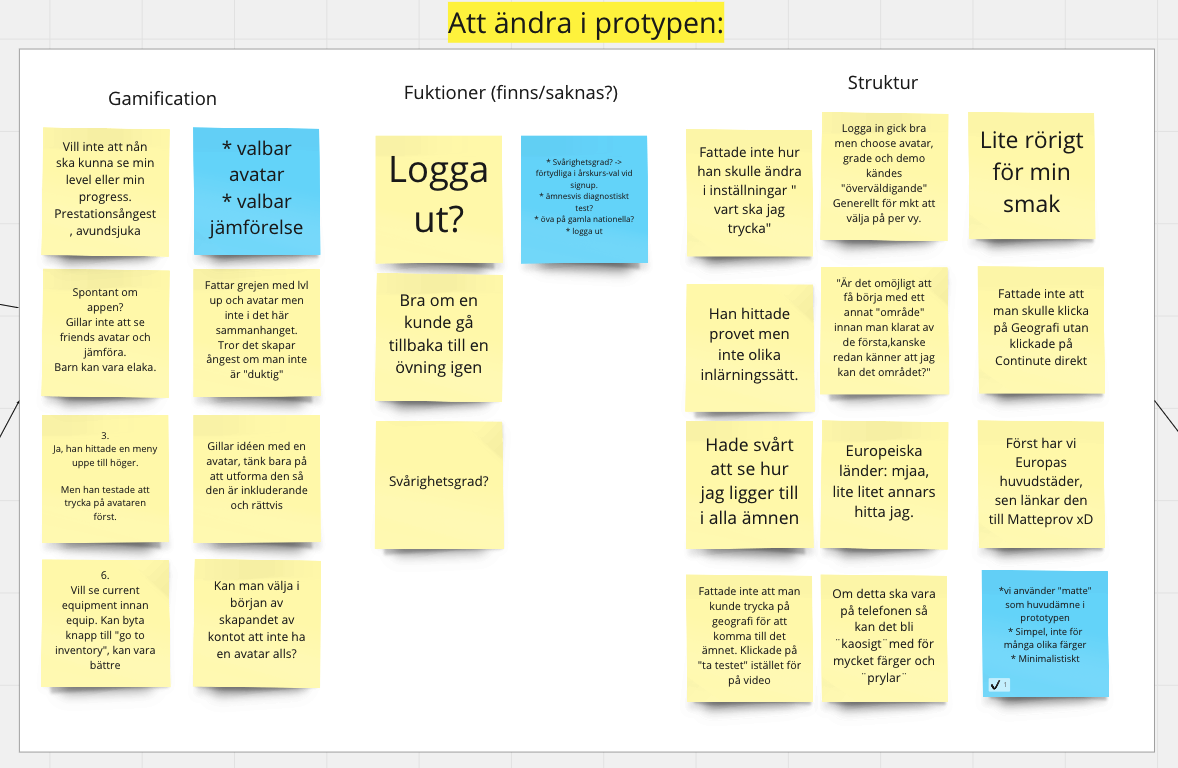 Att ändra i protypen:
Gamification
Vill inte att nån
ska kunna se min
level eller min
progress.
Prestationsångest
, avundsjuka
* valbar
avatar
* valbar
jämförelse
Spontant om
appen?
Gillar inte att se
friends avatar och
jämföra.
Barn kan vara elaka.
Fattar grejen med lvl
up och avatar men
inte i det här
sammanhanget.
Tror det skapar
ångest om man inte
är "duktig"
3.
Ja, han hittade en meny
uppe till höger.
Men han testade att
trycka på avataren
först.
Gillar idéen med en
avatar, tänk bara på
att utforma den så
den är inkluderande
och rättvis
6.
Vill se current
equipment innan
equip. Kan byta
knapp till "go to
inventory", kan vara
bättre
Kan man välja i
början av
skapandet av
kontot att inte ha
en avatar alls?
Fuktioner (finns/saknas?)
Logga
ut?
* Svårighetsgrad? ->
förtydliga i årskurs-val vid
signup.
* ämnesvis diagnostiskt
test?
* öva på gamla nationella?
* logga ut
Bra om en
kunde gå
tillbaka till en
övning igen
Svårighetsgrad?
Struktur
Fattade inte hur
han skulle ändra
i inställningar "
vart ska jag
trycka"
Logga in gick bra
men choose avatar,
grade och demo
kändes
"överväldigande"
Generellt för mkt att
välja på per vy.
Lite rörigt
för min
smak
Han hittade
provet men
inte olika
inlärningssätt.
"Är det omöjligt att
få börja med ett
annat "område"
innan man klarat av
de första,kanske
redan känner att jag
kan det området?"
Fattade inte att
man skulle klicka
på Geografi utan
klickade på
Continute direkt
Hade svårt
att se hur
jag ligger till
i alla ämnen
Europeiska
länder: mjaa,
lite litet annars
hitta jag.
Först har vi
Europas
huvudstäder,
sen länkar den
till Matteprov xD
Fattade inte att man
kunde trycka på
geografi för att
komma till det
ämnet. Klickade på
"ta testet" istället för
på video
Om detta ska vara
på telefonen så
kan det bli
¨kaosigt¨med för
mycket färger och
¨prylar¨
*vi använder "matte"
som huvudämne i
prototypen
* Simpel, inte för
många olika färger
* Minimalistiskt
1